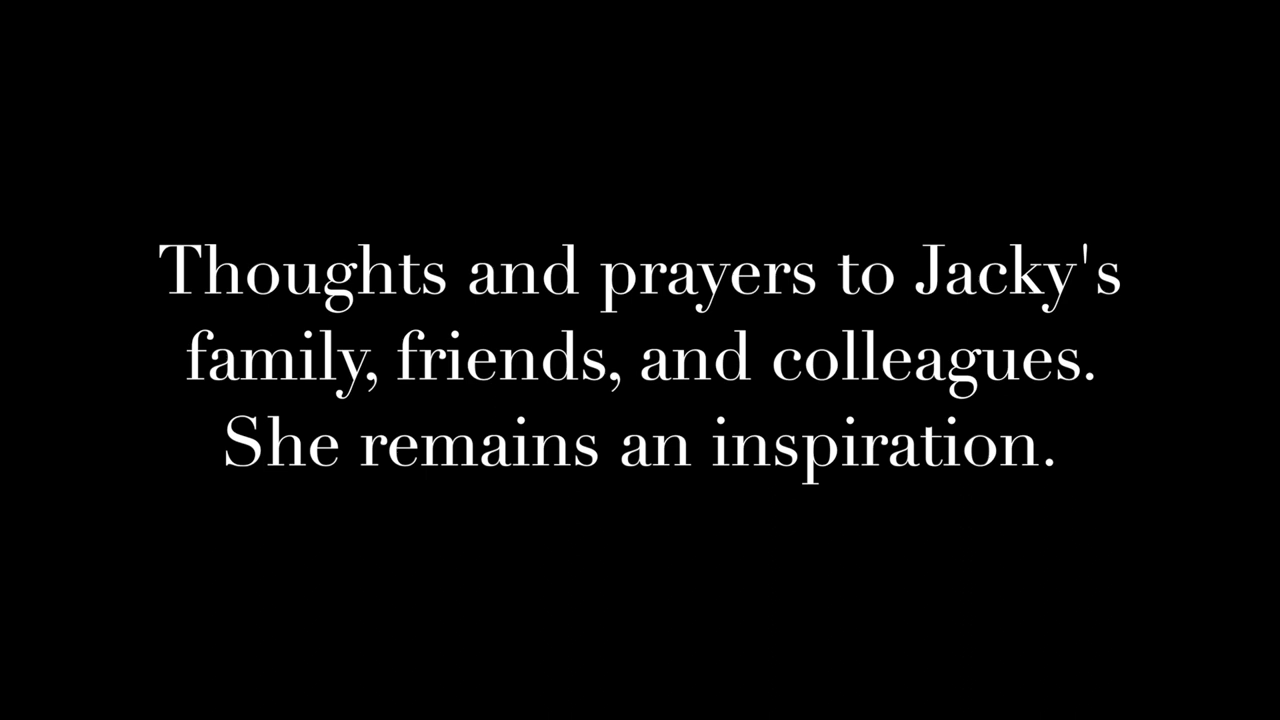 Thoughts and prayers to Jacky's
family, friends, and colleagues.
She remains an inspiration.